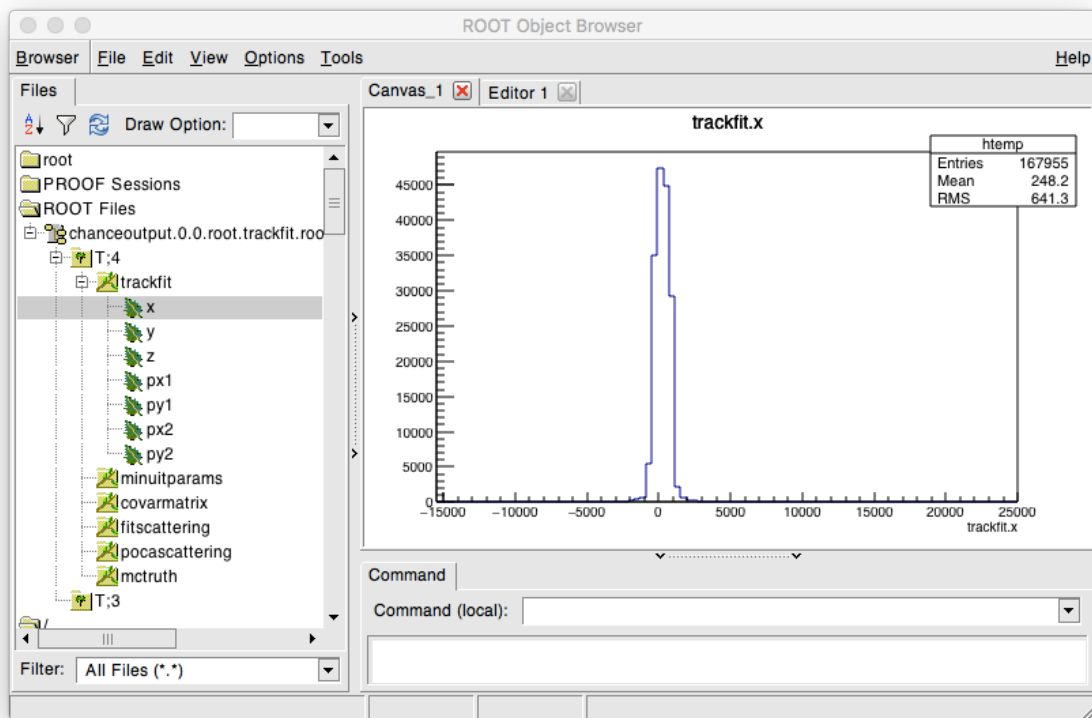 ROOT Object Browser
Browser File Edit View Options Tools Help
Files
Draw Option:
root
PROOF Sessions
ROOT Files
chanceoutput.0.0.root.trackfit.roo
T;4
trackfit
x
y
z
px1
py1
px2
py2
minuitparams
covarmatrix
fitscattering
pocascattering
mctruth
T;3
/
Filter: All Files (*.*)
Canvas_1 Editor 1
trackfit.x
htemp
Entries 167955
Mean 248.2
RMS 641.3
45000
40000
35000
30000
25000
20000
15000
10000
5000
0
−15000 −10000 −5000 0 5000 10000 15000 20000 25000
trackfit.x
Command
Command (local):